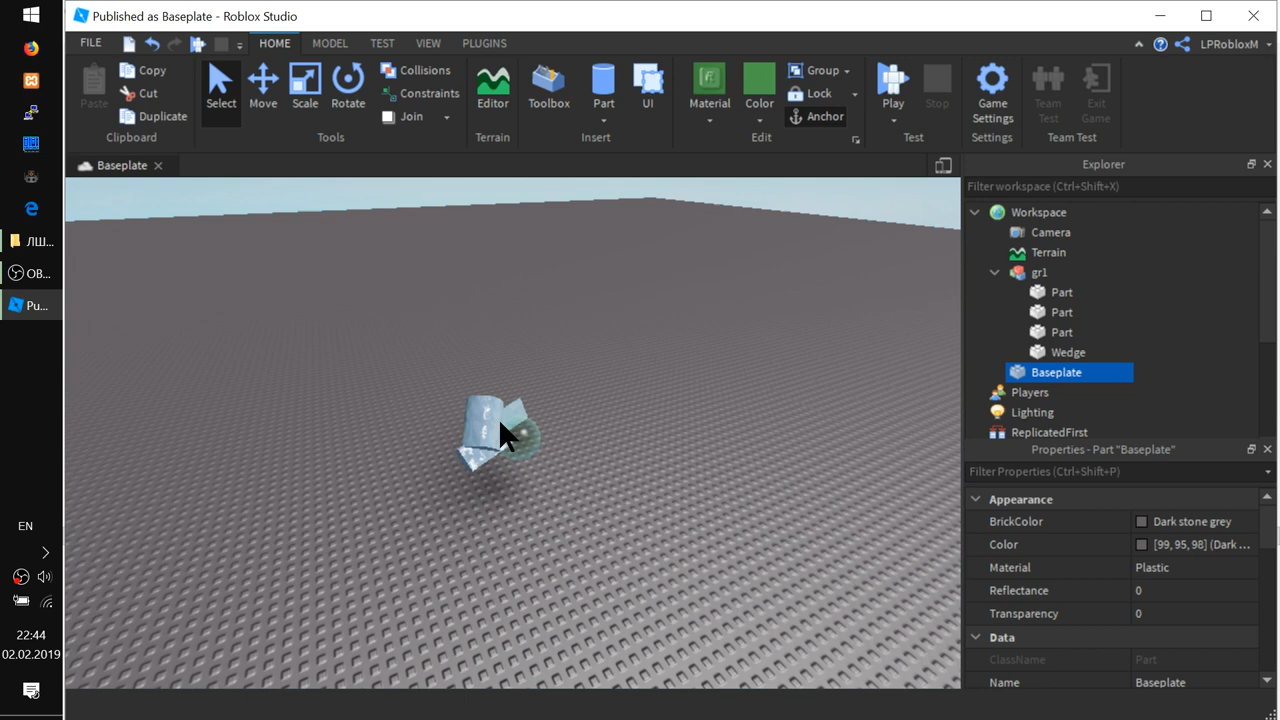 Published as Baseplate - Roblox Studio
FILE HOME MODEL TEST VIEW PLUGINS LPRobloxM
Paste Copy Cut Duplicate Clipboard
Select Move Scale Rotate Collisions Constraints Join Tools
Editor Terrain
Toolbox Part UI Insert
Material Color Group Lock Anchor Edit
Play Stop Test
Game Settings Settings
Team Test Exit Game Team Test
Baseplate
Explorer
Filter workspace (Ctrl+Shift+X)
Workspace
Camera
Terrain
gr1
Part
Part
Part
Wedge
Baseplate
Players
Lighting
ReplicatedFirst
Properties - Part "Baseplate"
Filter Properties (Ctrl+Shift+P)
Appearance
BrickColor Dark stone grey
Color [99, 95, 98] (Dark ...
Material Plastic
Reflectance 0
Transparency 0
Data
ClassName Part
Name Baseplate
ЛШ...
OB...
Pu...
EN
22:44
02.02.2019